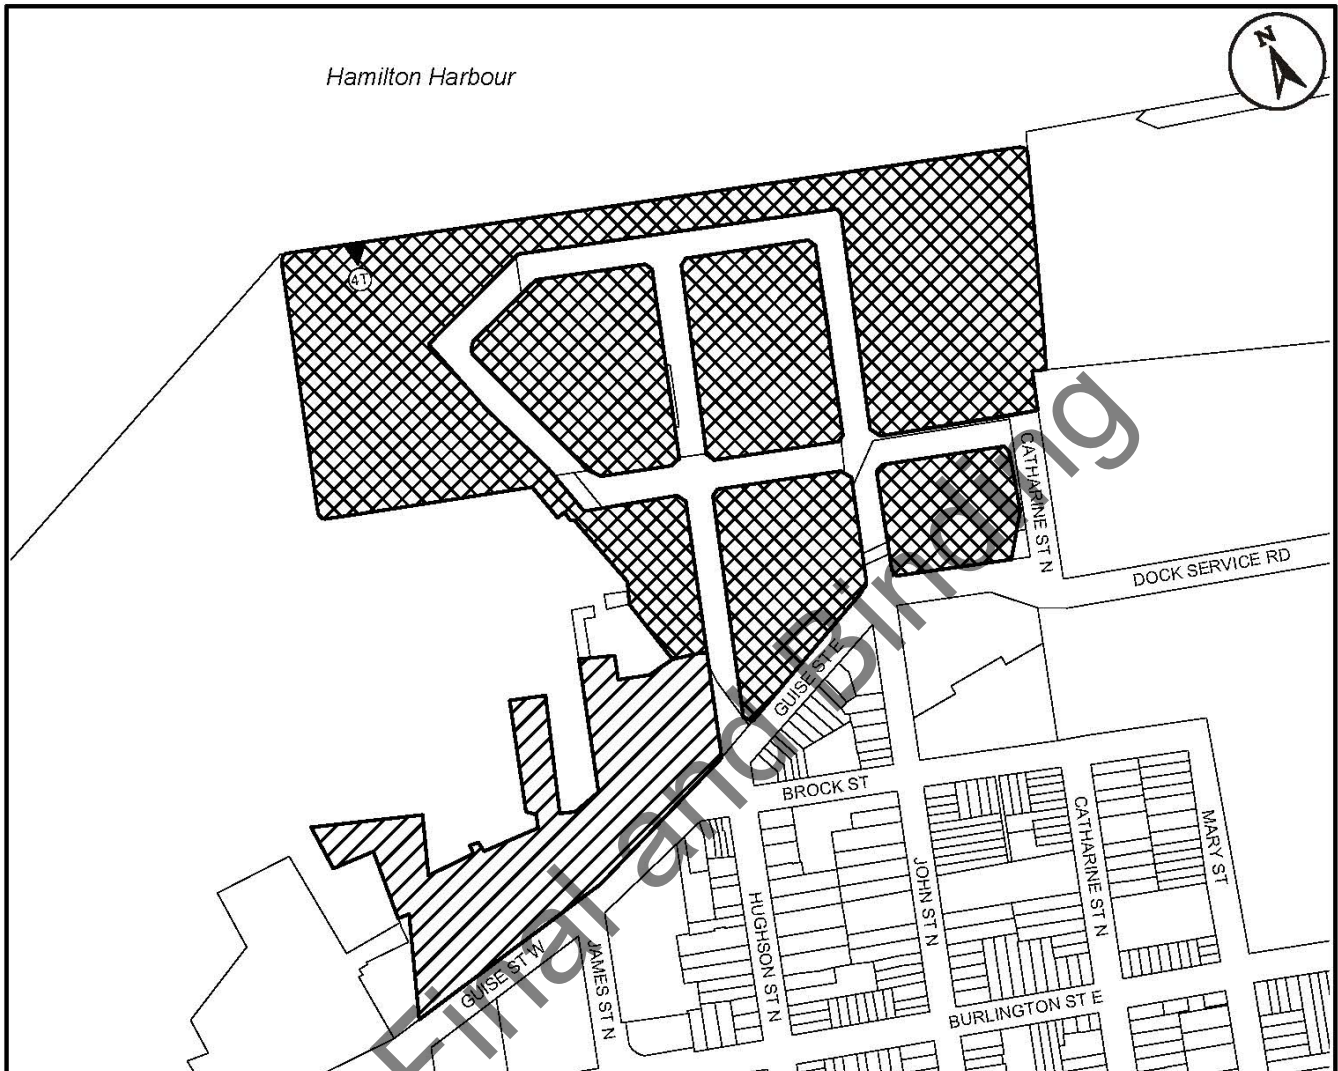 N
Hamilton Harbour
4T
CATHARINE ST N
DOCK SERVICE RD
GUISE ST E
BROCK ST
CATHARINE ST N
MARY ST
JOHN ST N
HUGHSON ST N
GUISE ST W
JAMES ST N
BURLINGTON ST E
Final and Binding